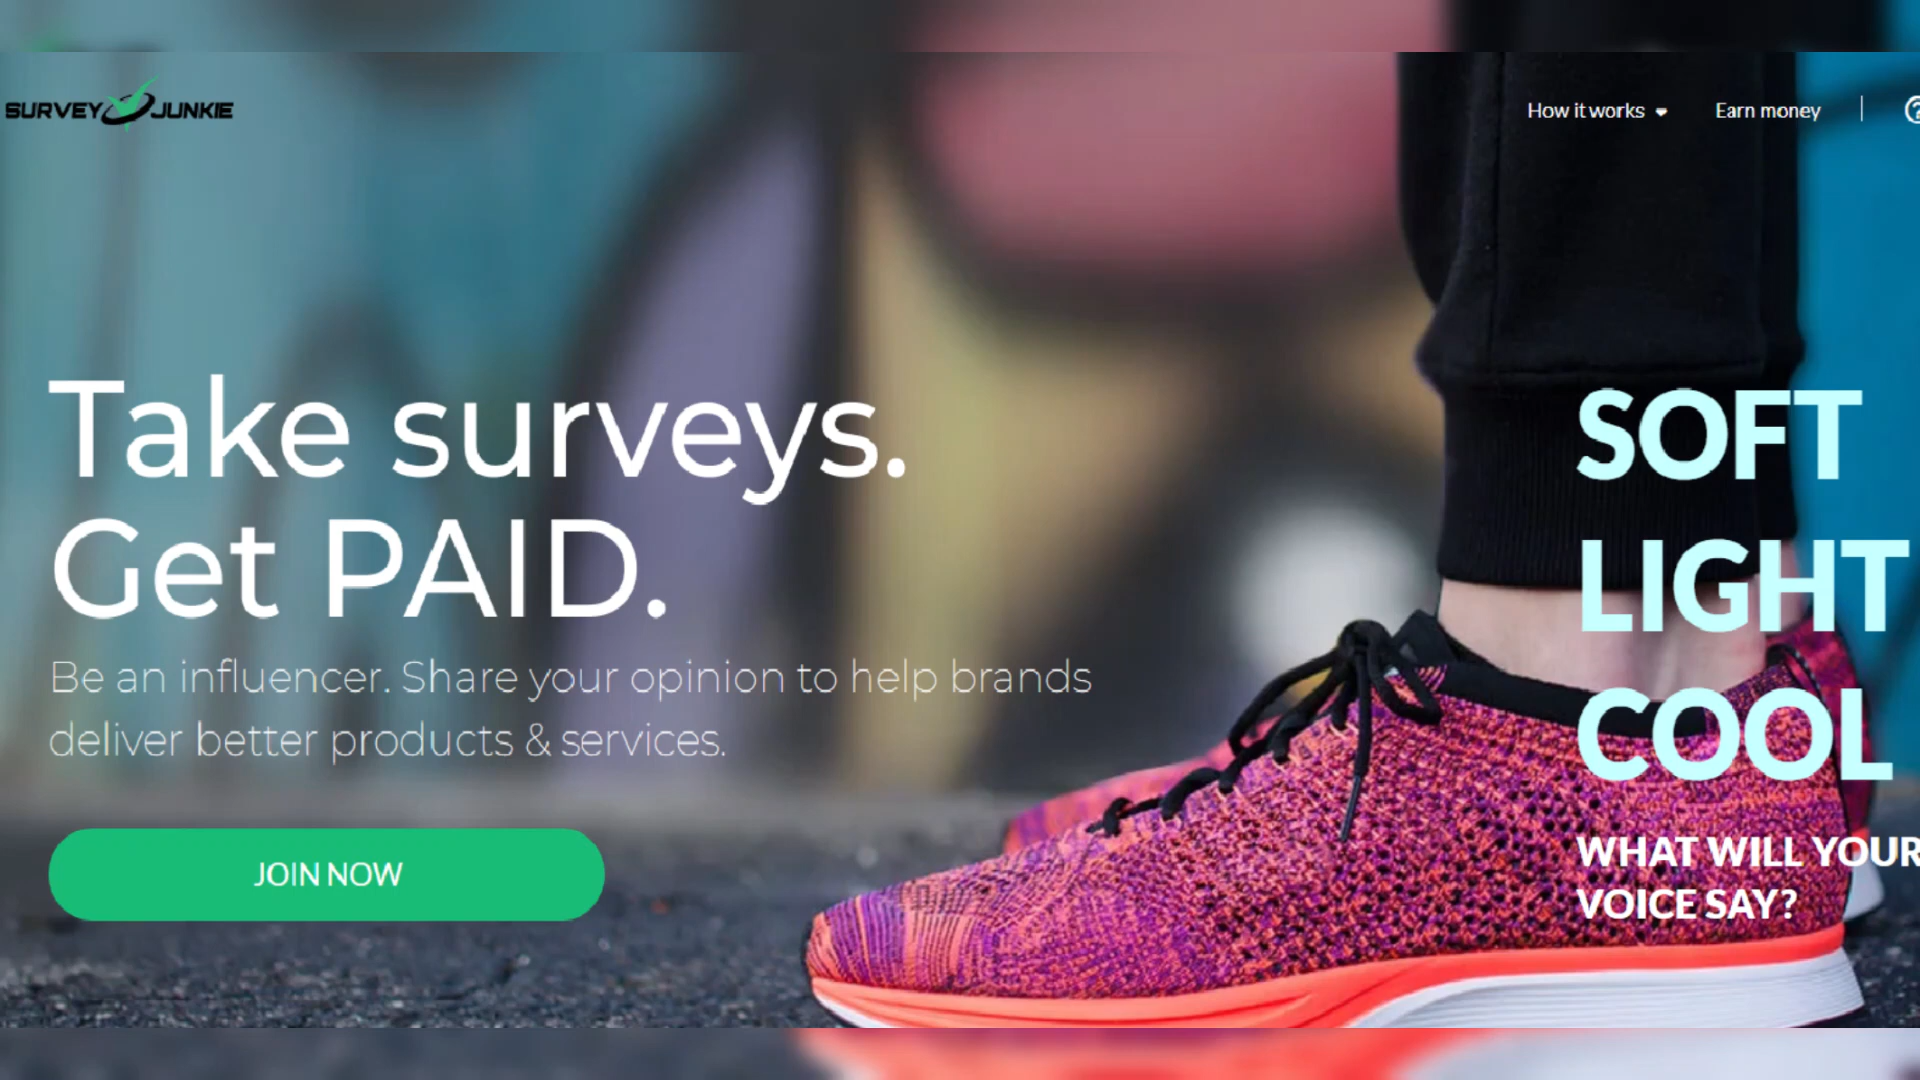 SURVEY JUNKIE
How it works
Earn money
Take surveys.
Get PAID.
Be an influencer. Share your opinion to help brands
deliver better products & services.
JOIN NOW
SOFT
LIGHT
COOL
WHAT WILL YOUR
VOICE SAY?